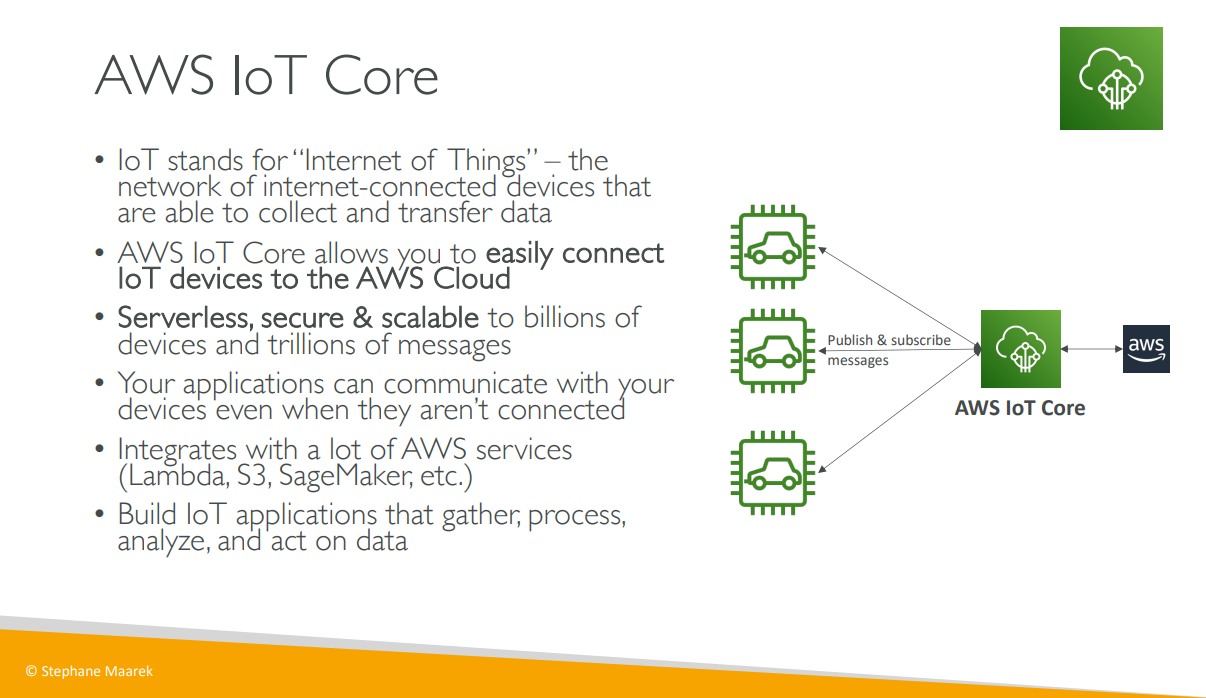 AWS IoT Core
• IoT stands for “Internet of Things” – the
network of internet-connected devices that
are able to collect and transfer data
• AWS IoT Core allows you to easily connect
IoT devices to the AWS Cloud
• Serverless, secure & scalable to billions of
devices and trillions of messages
• Your applications can communicate with your
devices even when they aren’t connected
• Integrates with a lot of AWS services
(Lambda, S3, SageMaker, etc.)
• Build IoT applications that gather, process,
analyze, and act on data
Publish & subscribe
messages
AWS IoT Core
aws
© Stephane Maarek